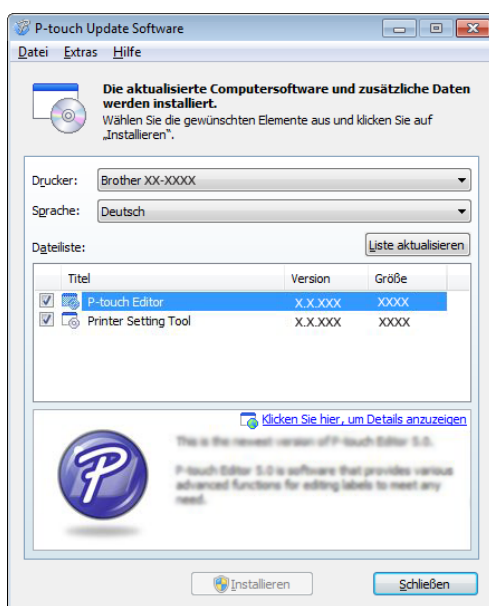 P-touch Update Software
Datei Extras Hilfe
Die aktualisierte Computersoftware und zusätzliche Daten
werden installiert.
Wählen Sie die gewünschten Elemente aus und klicken Sie auf
„Installieren".
Drucker: Brother XX-XXXX
Sprache: Deutsch
Dateiliste: Liste aktualisieren
Titel Version Größe
P-touch Editor X.X.XXX XXXX
Printer Setting Tool X.X.XXX XXXX
Klicken Sie hier, um Details anzuzeigen
This is the newest version of P-touch Editor 5.0.
P-touch Editor 5.0 is software that provides various
advanced functions for editing labels to meet any
need.
P
Installieren Schließen